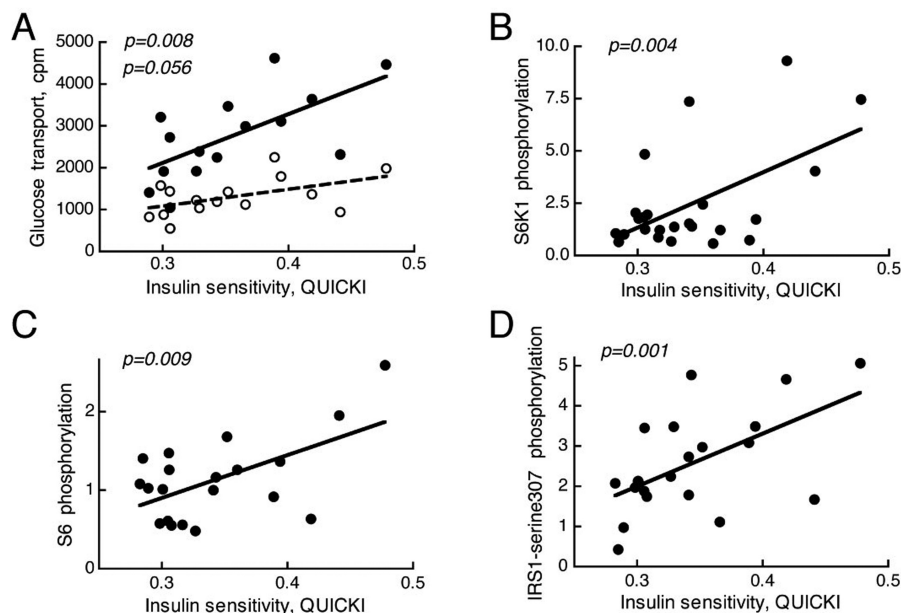 A
p=0.008
p=0.056
Glucose transport, cpm
5000
4000
3000
2000
1000
0
0.3
0.4
0.5
Insulin sensitivity, QUICKI
B
p=0.004
S6K1 phosphorylation
10.0
5.0
2.5
0.0
0.3
0.4
0.5
Insulin sensitivity, QUICKI
C
p=0.009
S6 phosphorylation
2
1
0
0.3
0.4
0.5
Insulin sensitivity, QUICKI
D
p=0.001
IRS1-serine307 phosphorylation
5
4
3
2
1
0
0.3
0.4
0.5
Insulin sensitivity, QUICKI